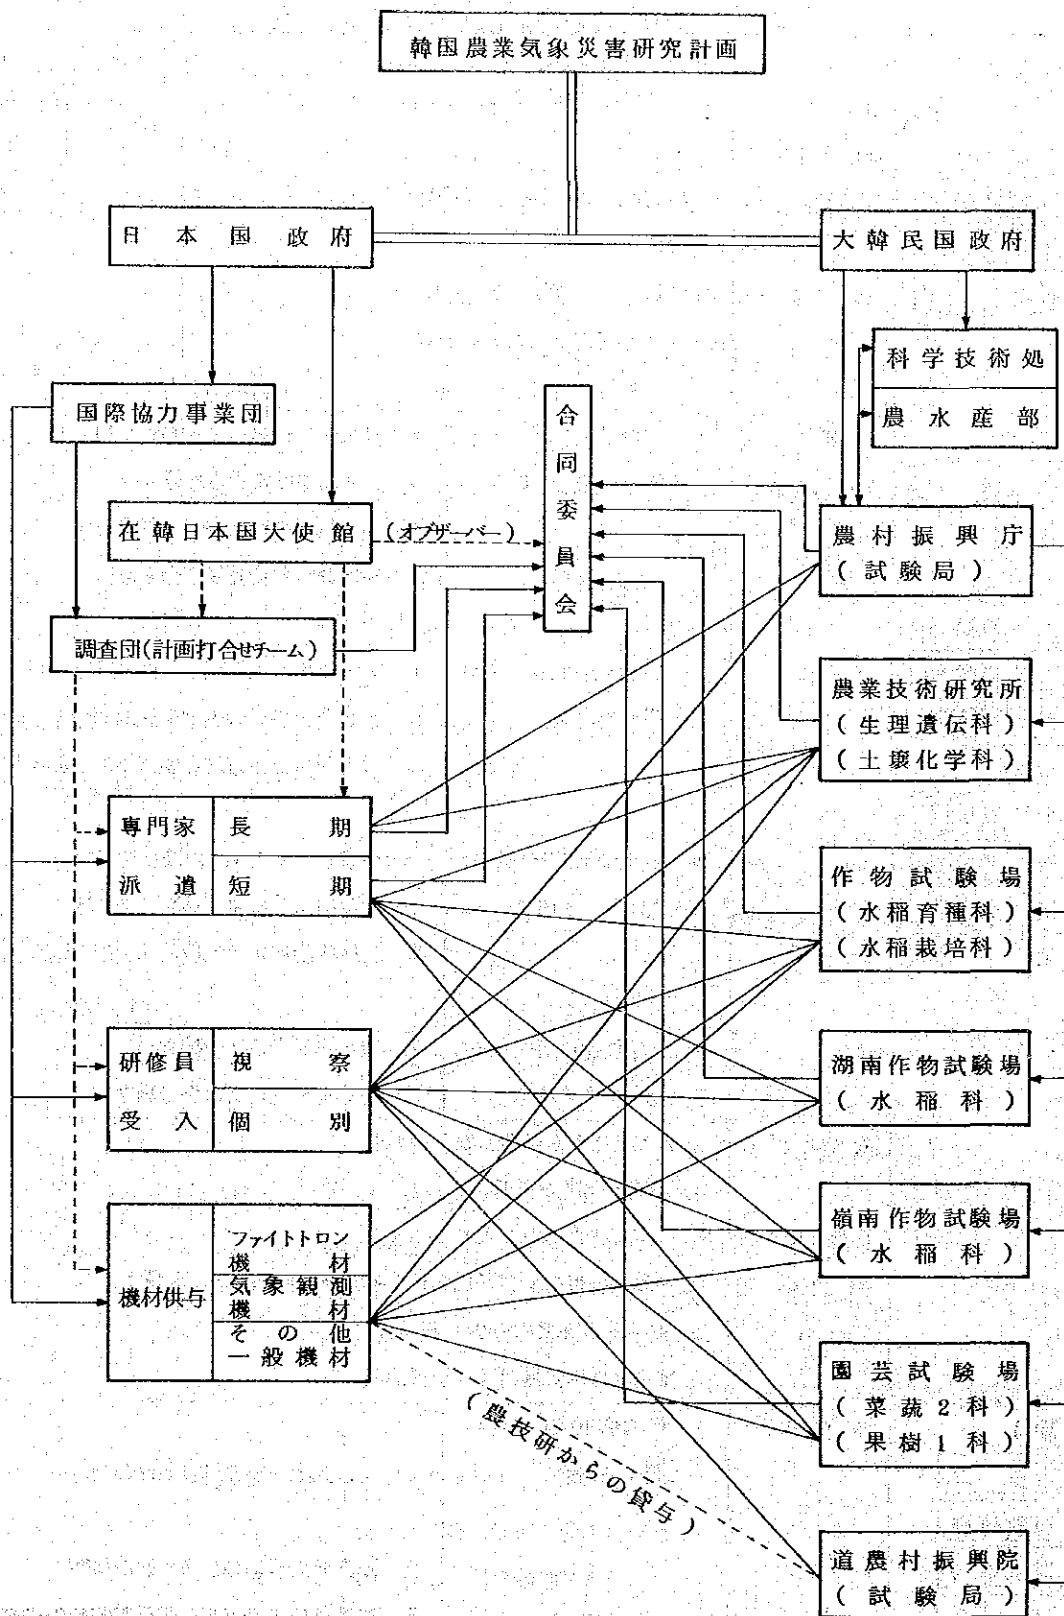 韓国農業気象災害研究計画
日本国政府
大韓民国政府
科学技術処
農水産部
国際協力事業団
合同委員会
在韓日本国大使館
(オブザーバー)
農村振興庁
(試験局)
調査団(計画打合せチーム)
農業技術研究所
(生理遺伝科)
(土壌化学科)
専門家
派遣
長期
短期
作物試験場
(水稲育種科)
(水稲栽培科)
研修員
受入
視察
個別
湖南作物試験場
(水稲科)
嶺南作物試験場
(水稲科)
機材供与
ファイトトロン
機材
気象観測
機材
その他
一般機材
園芸試験場
(菜蔬2科)
(果樹1科)
(農技研からの貸与)
道農村振興院
(試験局)